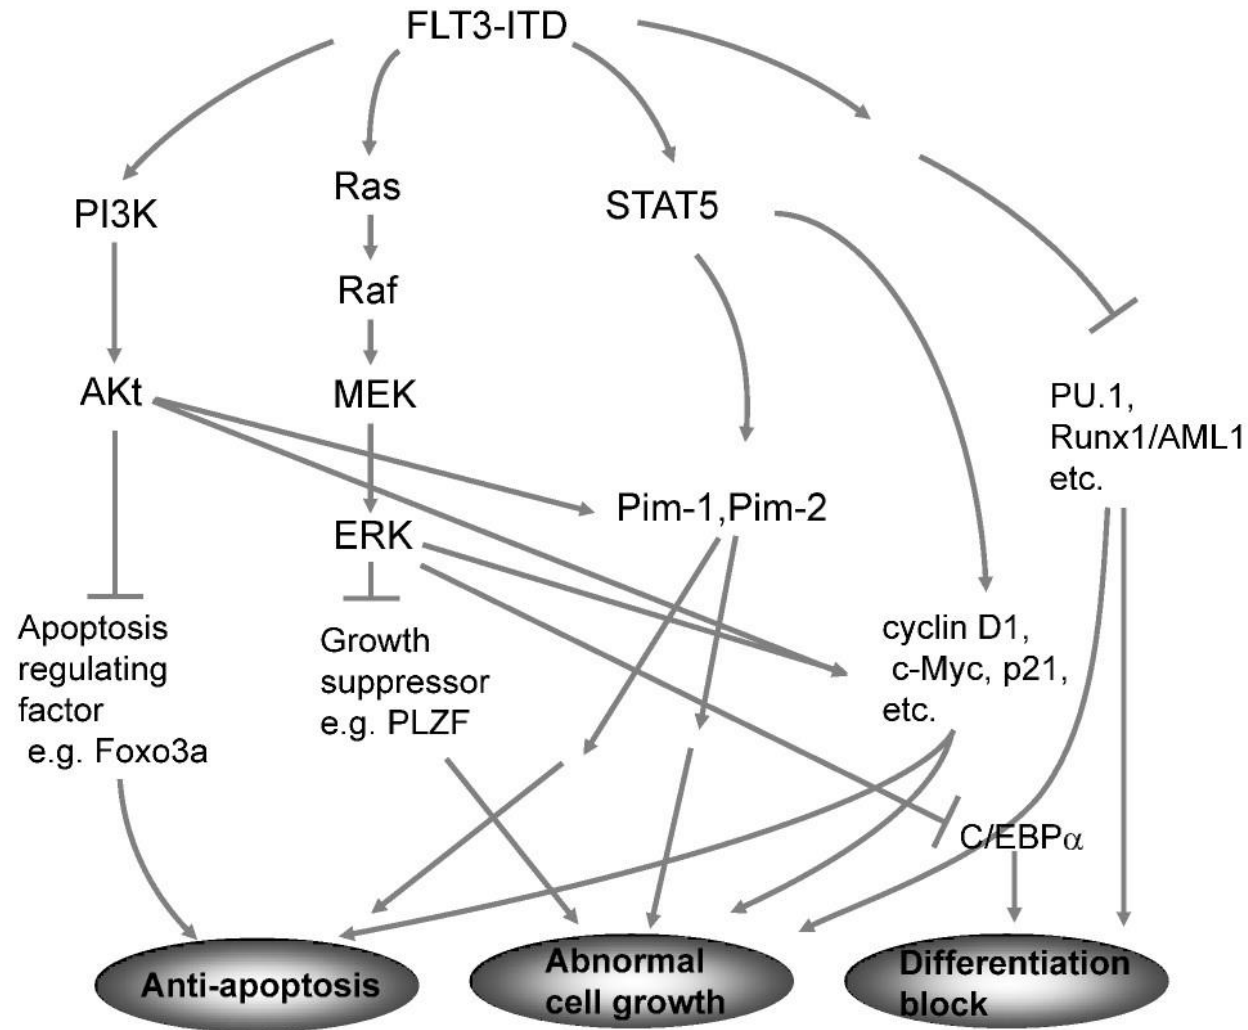 FLT3-ITD
PI3K
Ras
STAT5
Raf
AKt
MEK
PU.1,
Runx1/AML1
etc.
Pim-1,Pim-2
ERK
Apoptosis
regulating
factor
e.g. Foxo3a
Growth
suppressor
e.g. PLZF
cyclin D1,
c-Myc, p21,
etc.
C/EBPα
Anti-apoptosis
Abnormal
cell growth
Differentiation
block